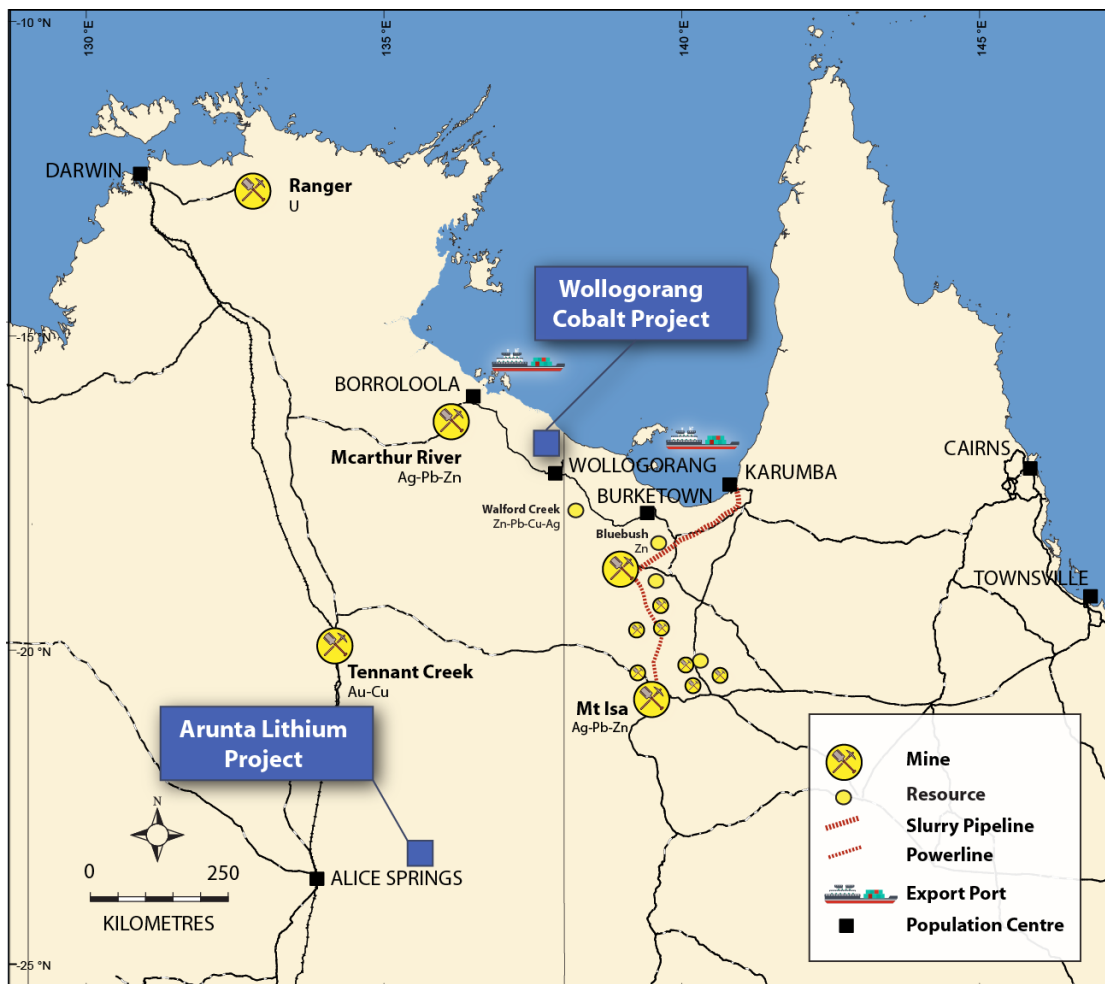 -10 °N
130 °E
135 °E
140 °E
145 °E
DARWIN
Ranger
U
Wollogorang
Cobalt Project
-15 °N
BORROLOOLA
Mcarthur River
Ag-Pb-Zn
WOLLOGORANG
KARUMBA
CAIRNS
BURKETOWN
Walford Creek
Zn-Pb-Cu-Ag
Bluebush
Zn
TOWNSVILLE
-20 °N
Tennant Creek
Au-Cu
Mt Isa
Ag-Pb-Zn
Arunta Lithium
Project
N
0 250
KILOMETRES
ALICE SPRINGS
Mine
Resource
Slurry Pipeline
Powerline
Export Port
Population Centre
-25 °N